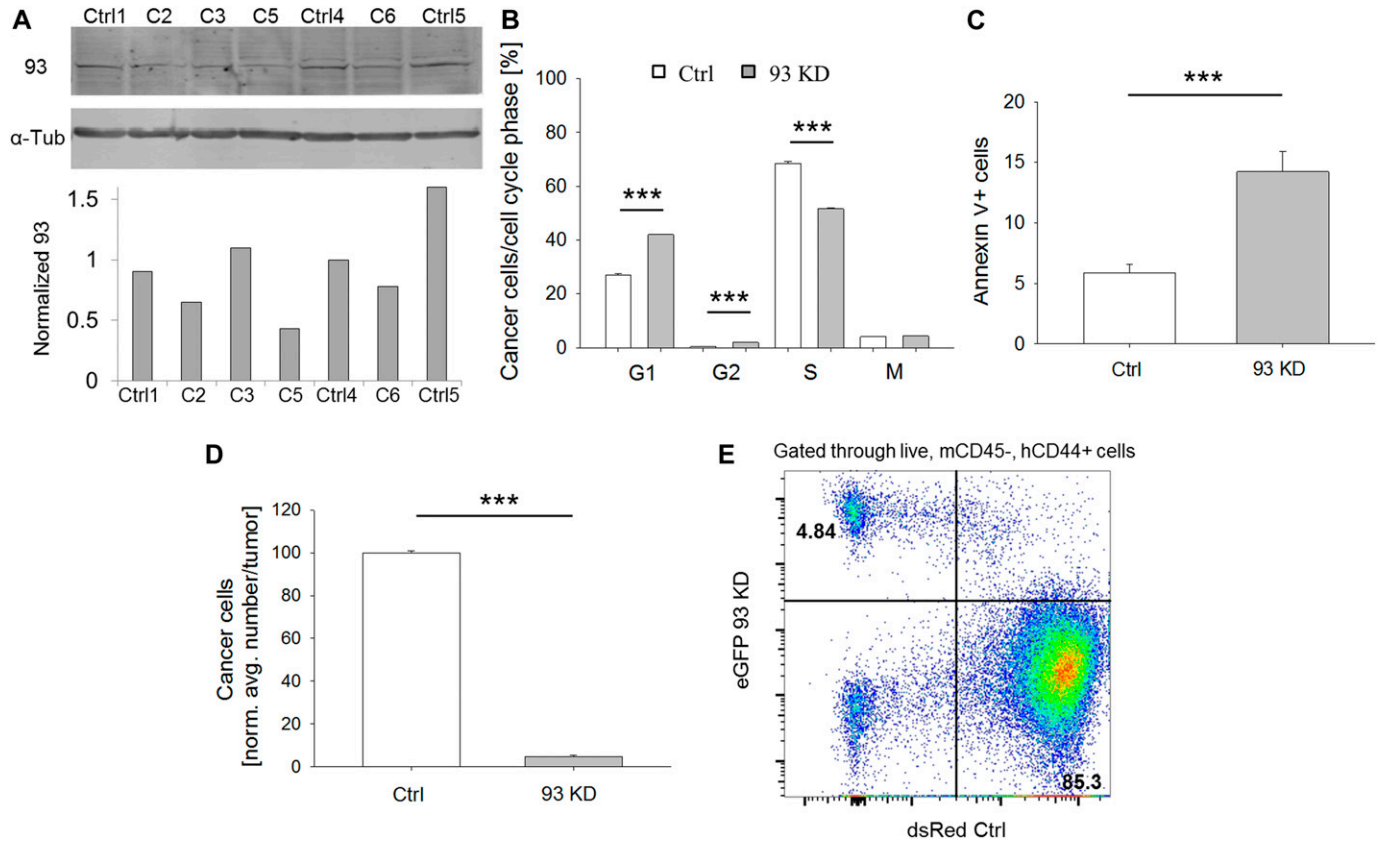 A
Ctrl1 C2 C3 C5 Ctrl4 C6 Ctrl5
93
α-Tub
Normalized 93
1.5
1
0.5
0
Ctrl1 C2 C3 C5 Ctrl4 C6 Ctrl5
B
Cancer cells/cell cycle phase [%]
Ctrl 93 KD
100
80
60
40
20
0
***
***
***
G1 G2 S M
C
Annexin V+ cells
***
20
15
10
5
0
Ctrl 93 KD
D
Cancer cells
[norm. avg. number/tumor]
***
120
100
80
60
40
20
0
Ctrl 93 KD
E
Gated through live, mCD45-, hCD44+ cells
eGFP 93 KD
4.84
85.3
dsRed Ctrl